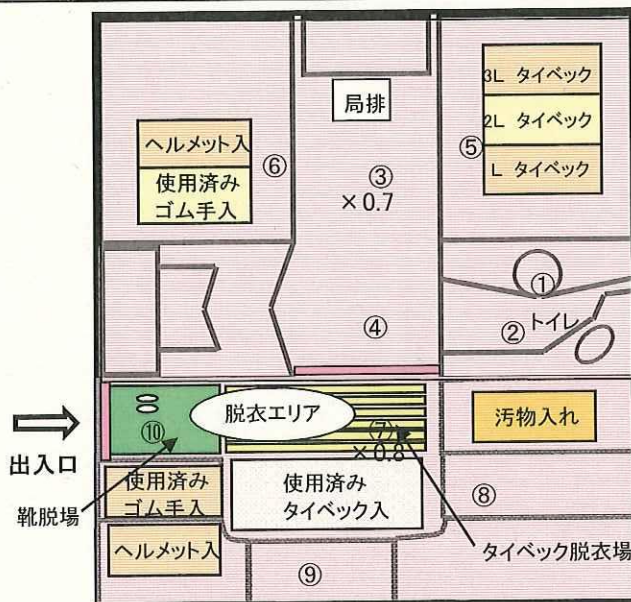 局排
3L タイベック
2L タイベック
L タイベック
⑤
ヘルメット入
使用済み
ゴム手入
⑥
③
×0.7
①
②
トイレ
④
脱衣エリア
⑩
⑦
×0.8
汚物入れ
出入口
靴脱場
使用済み
ゴム手入
使用済み
タイベック入
⑧
ヘルメット入
タイベック脱衣場
⑨